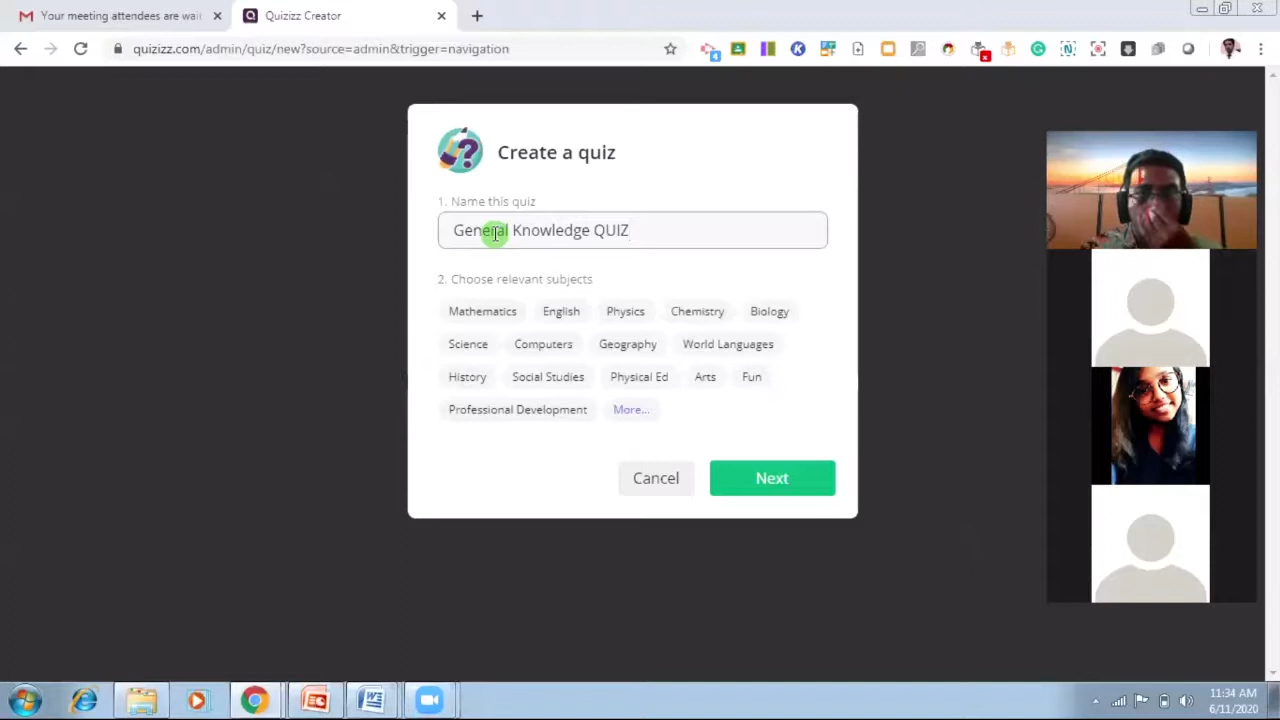 Your meeting attendees are wai
Quizizz Creator
quizizz.com/admin/quiz/new?source=admin&trigger=navigation
Create a quiz
1. Name this quiz
General Knowledge QUIZ
2. Choose relevant subjects
Mathematics English Physics Chemistry Biology
Science Computers Geography World Languages
History Social Studies Physical Ed Arts Fun
Professional Development More...
Cancel Next
11:34 AM
6/11/2020